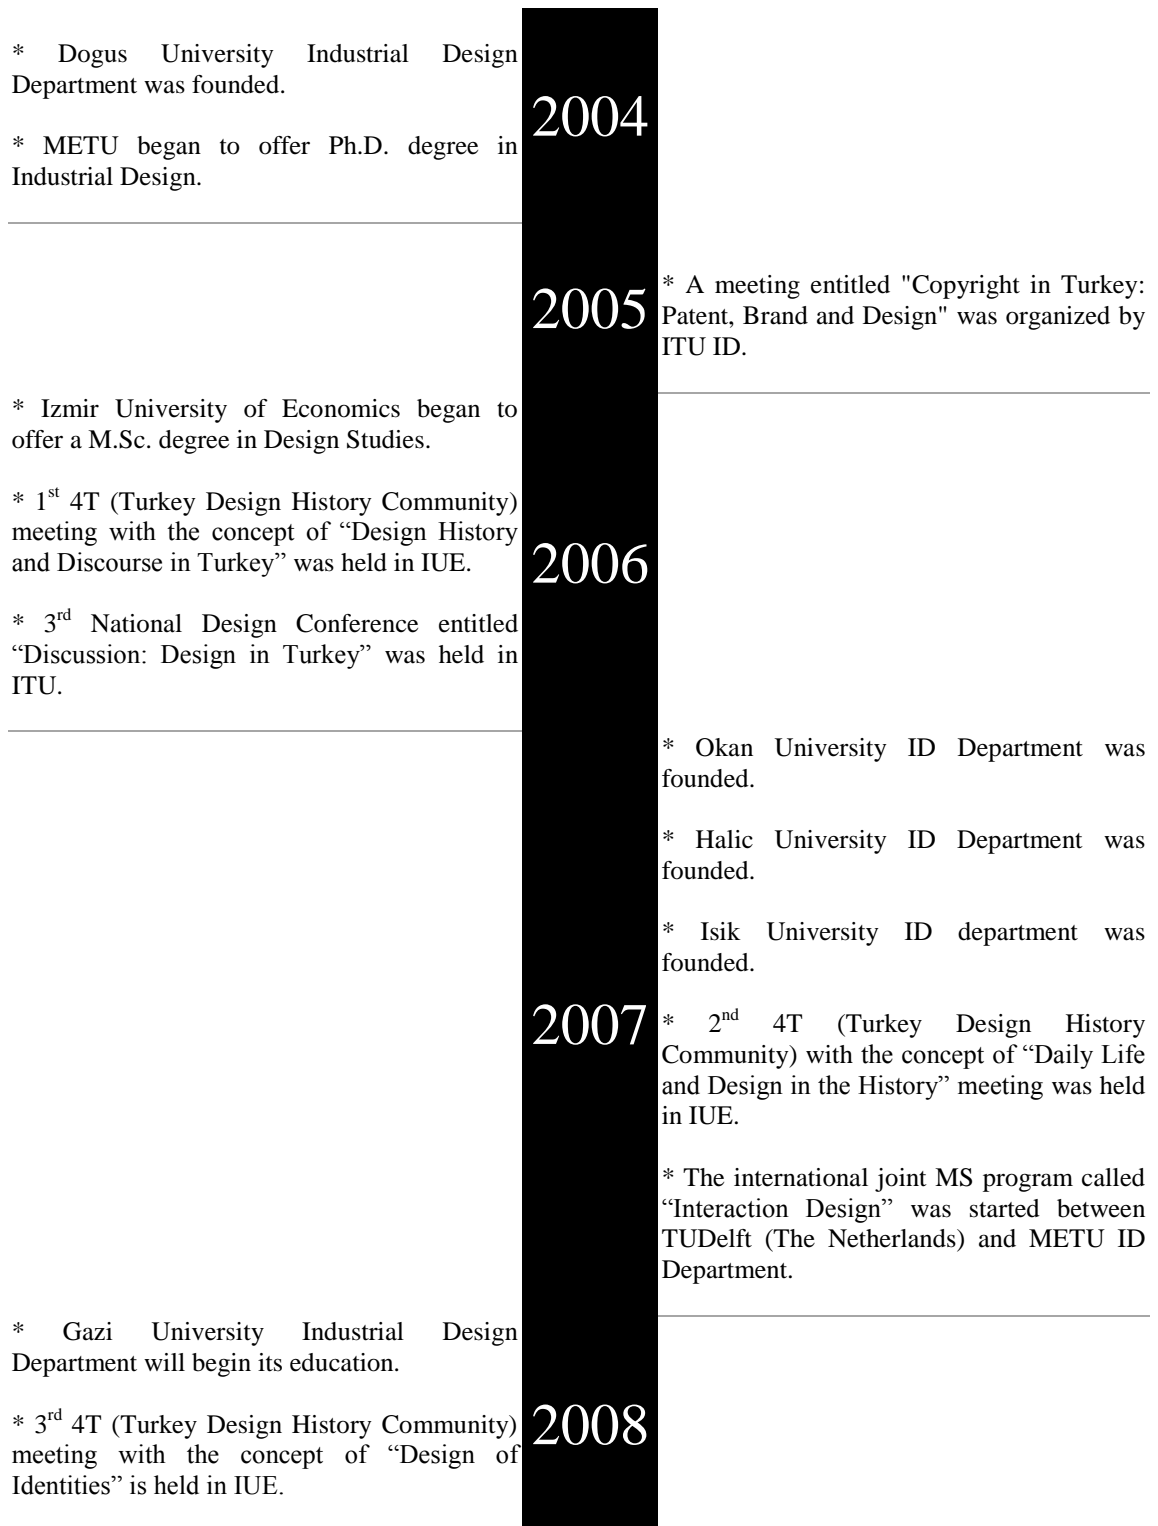 * Dogus University Industrial Design
Department was founded.
* METU began to offer Ph.D. degree in
Industrial Design.
2004
2005
* A meeting entitled "Copyright in Turkey:
Patent, Brand and Design" was organized by
ITU ID.
* Izmir University of Economics began to
offer a M.Sc. degree in Design Studies.
* 1st 4T (Turkey Design History Community)
meeting with the concept of “Design History
and Discourse in Turkey” was held in IUE.
* 3rd National Design Conference entitled
“Discussion: Design in Turkey” was held in
ITU.
2006
2007
* Okan University ID Department was
founded.
* Halic University ID Department was
founded.
* Isik University ID department was
founded.
* 2nd 4T (Turkey Design History
Community) with the concept of “Daily Life
and Design in the History” meeting was held
in IUE.
* The international joint MS program called
“Interaction Design” was started between
TUDelft (The Netherlands) and METU ID
Department.
* Gazi University Industrial Design
Department will begin its education.
* 3rd 4T (Turkey Design History Community)
meeting with the concept of “Design of
Identities” is held in IUE.
2008